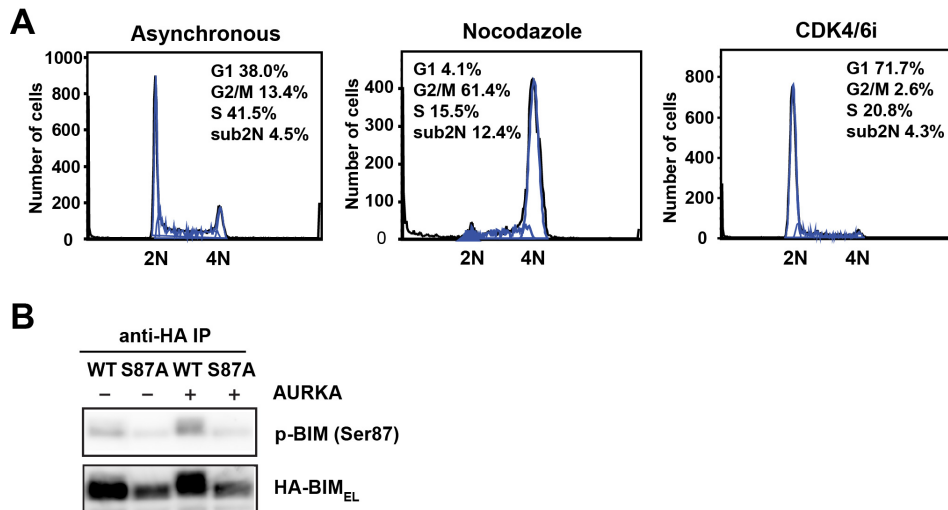 A
Asynchronous
Number of cells
1000
800
600
400
200
0
2N 4N
G1 38.0%
G2/M 13.4%
S 41.5%
sub2N 4.5%
Nocodazole
Number of cells
400
300
200
100
0
2N 4N
G1 4.1%
G2/M 61.4%
S 15.5%
sub2N 12.4%
CDK4/6i
Number of cells
800
600
400
200
0
2N 4N
G1 71.7%
G2/M 2.6%
S 20.8%
sub2N 4.3%
B
anti-HA IP
WT S87A WT S87A
– – + + AURKA
p-BIM (Ser87)
HA-BIMEL